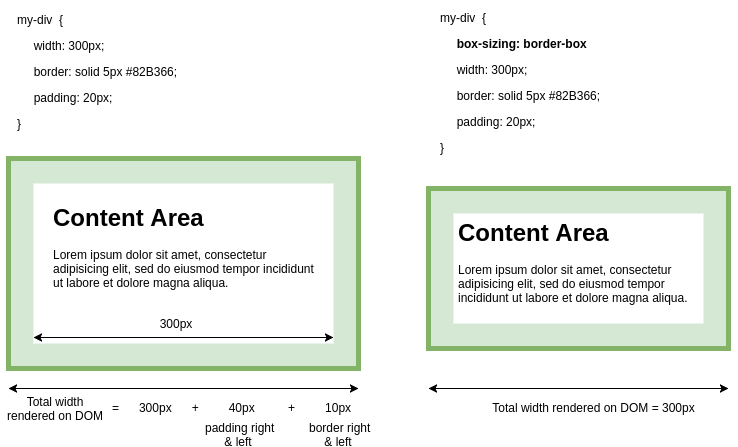 my-div {
width: 300px;
border: solid 5px #82B366;
padding: 20px;
}
Content Area
Lorem ipsum dolor sit amet, consectetur
adipisicing elit, sed do eiusmod tempor incididunt
ut labore et dolore magna aliqua.
300px
Total width
rendered on DOM = 300px + 40px + 10px
padding right
& left
border right
& left
my-div {
box-sizing: border-box
width: 300px;
border: solid 5px #82B366;
padding: 20px;
}
Content Area
Lorem ipsum dolor sit amet, consectetur
adipisicing elit, sed do eiusmod tempor
incididunt ut labore et dolore magna aliqua.
Total width rendered on DOM = 300px